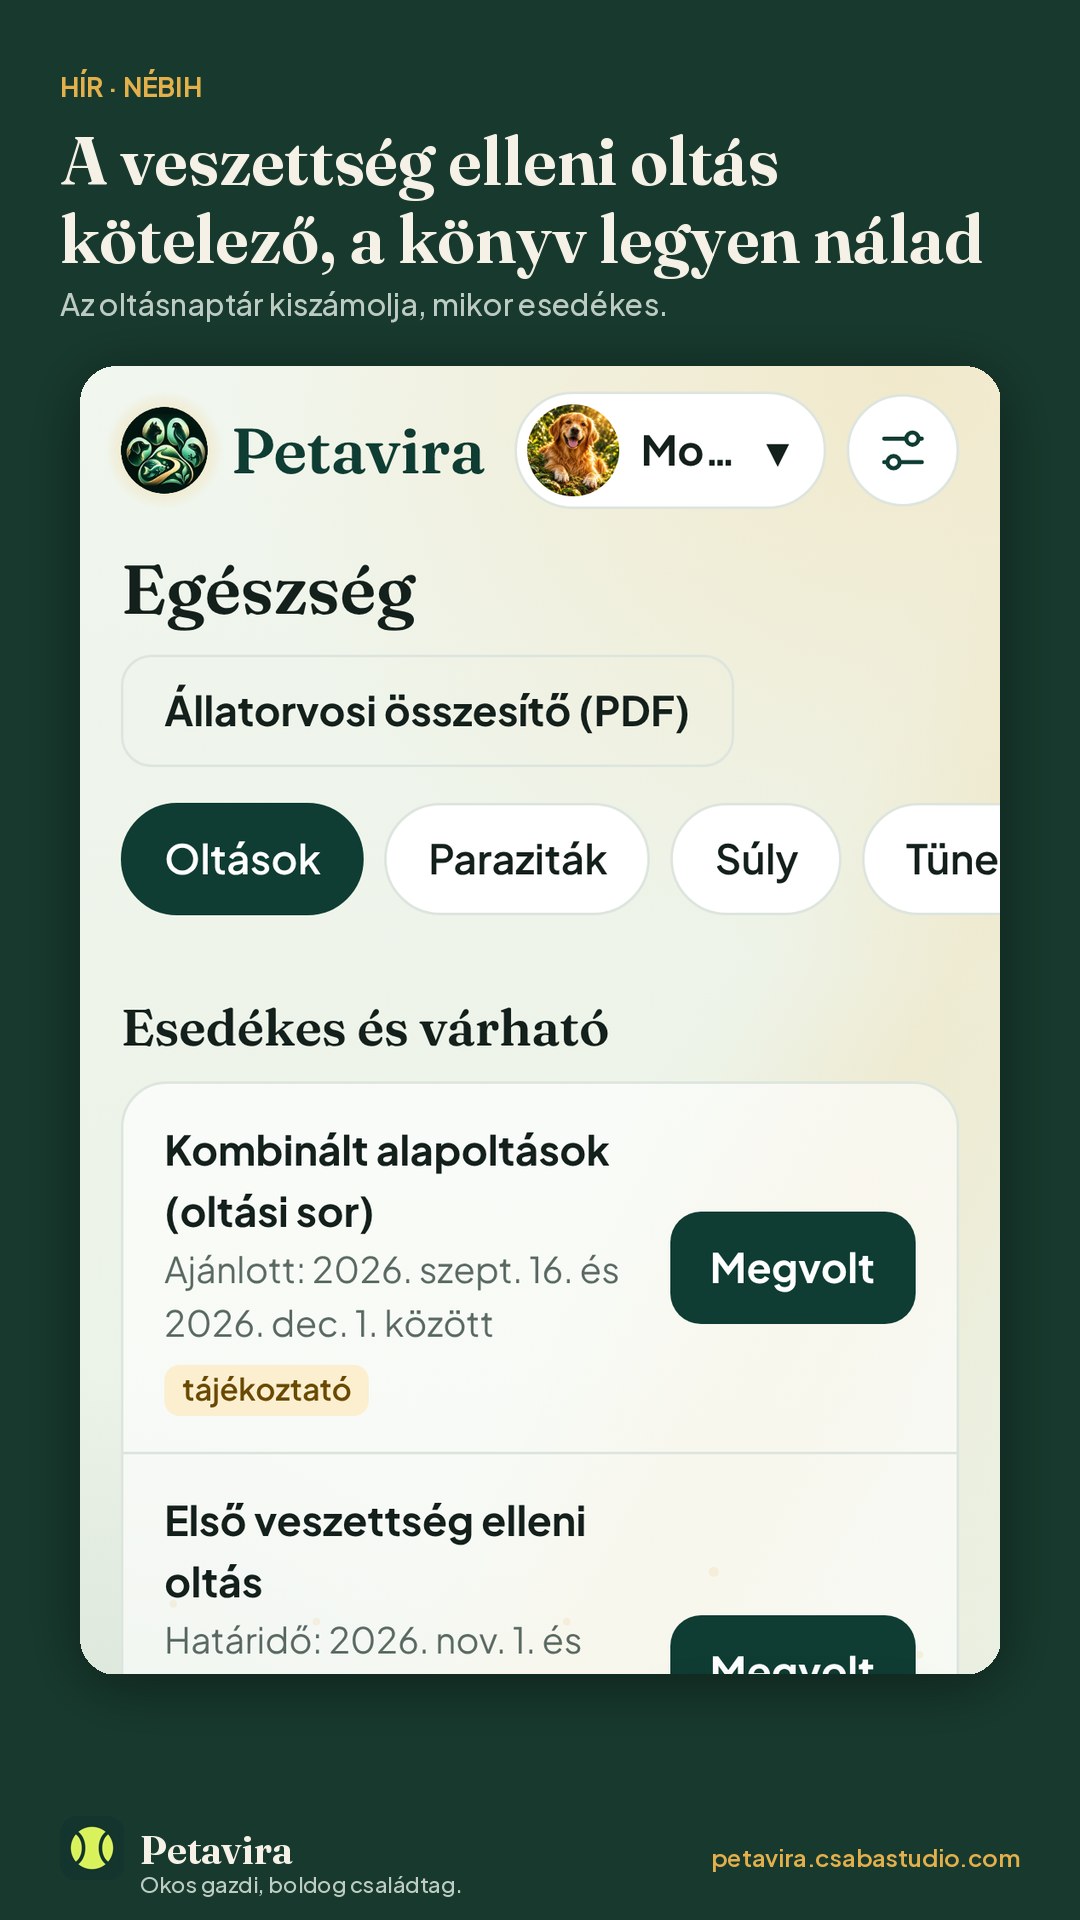 HÍR · NÉBIH
A veszettség elleni oltás
kötelező, a könyv legyen nálad
Az oltásnaptár kiszámolja, mikor esedékes.
Petavira
Mo... ▼
Egészség
Állatorvosi összesítő (PDF)
Oltások
Paraziták
Súly
Tüne
Esedékes és várható
Kombinált alapoltások
(oltási sor)
Ajánlott: 2026. szept. 16. és
2026. dec. 1. között
tájékoztató
Megvolt
Első veszettség elleni
oltás
Határidő: 2026. nov. 1. és
Megvolt
Petavira
Okos gazdi, boldog családtag.
petavira.csabastudio.com